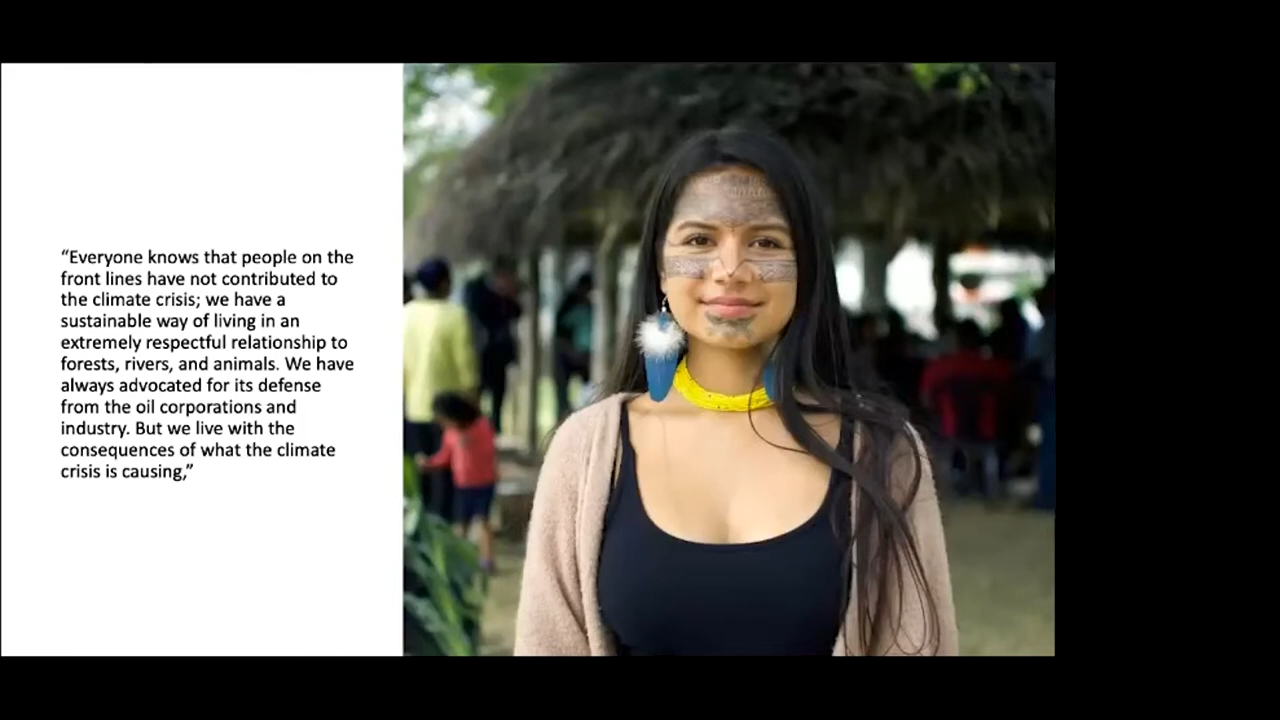 “Everyone knows that people on the
front lines have not contributed to
the climate crisis; we have a
sustainable way of living in an
extremely respectful relationship to
forests, rivers, and animals. We have
always advocated for its defense
from the oil corporations and
industry. But we live with the
consequences of what the climate
crisis is causing,”